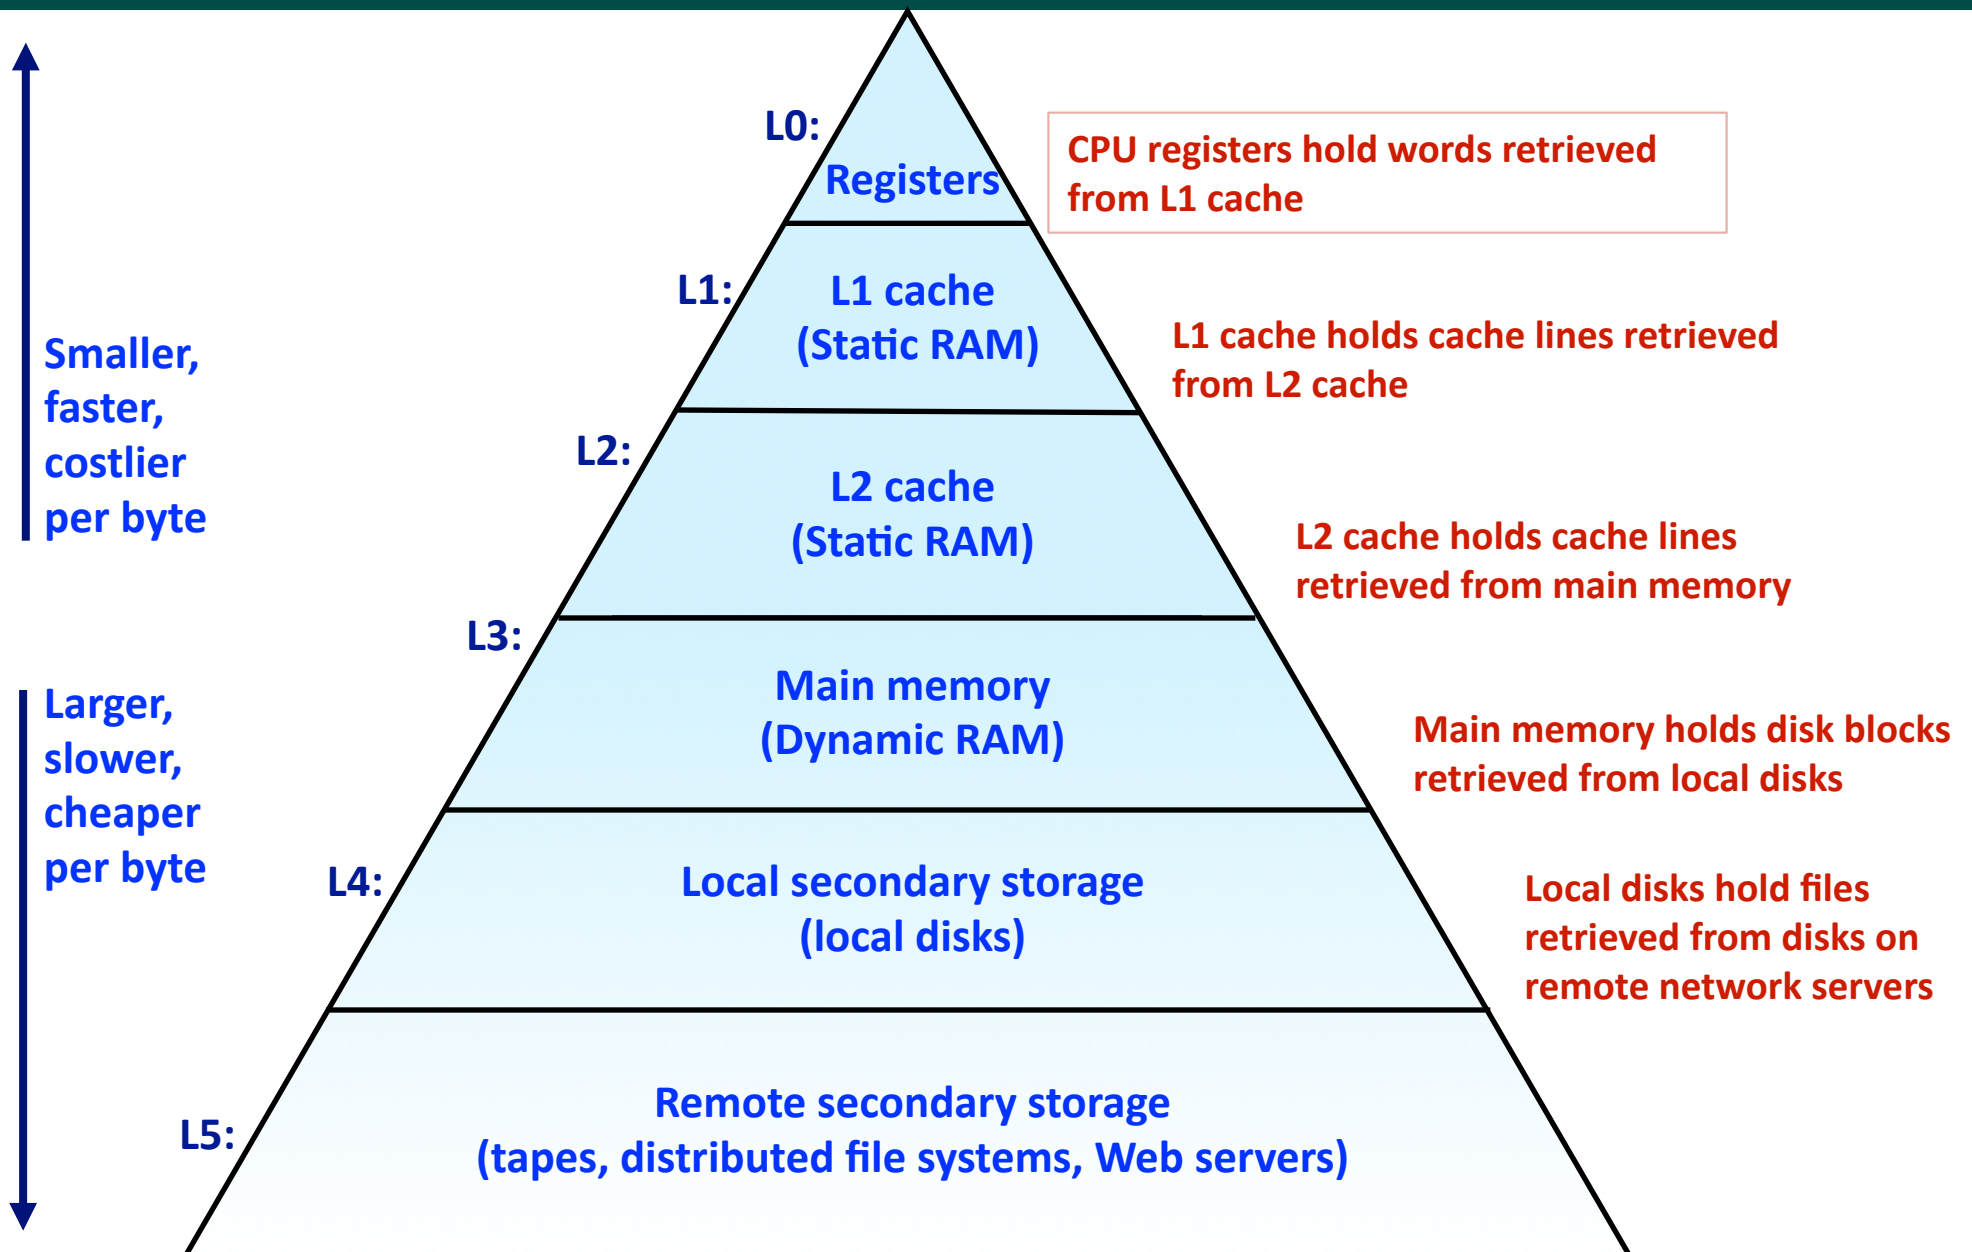 L0:
Registers
CPU registers hold words retrieved
from L1 cache
L1:
L1 cache
(Static RAM)
L1 cache holds cache lines retrieved
from L2 cache
Smaller,
faster,
costlier
per byte
L2:
L2 cache
(Static RAM)
L2 cache holds cache lines
retrieved from main memory
L3:
Main memory
(Dynamic RAM)
Main memory holds disk blocks
retrieved from local disks
Larger,
slower,
cheaper
per byte
L4:
Local secondary storage
(local disks)
Local disks hold files
retrieved from disks on
remote network servers
L5:
Remote secondary storage
(tapes, distributed file systems, Web servers)